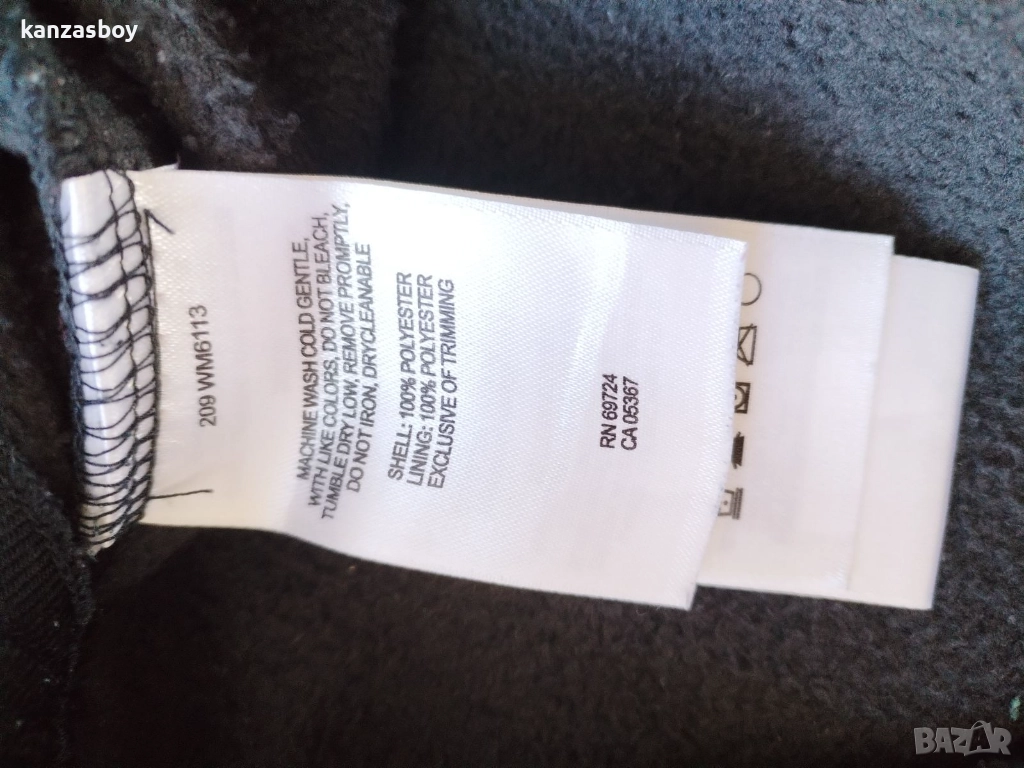 kanzasboy
209 WM6113
MACHINE WASH COLD GENTLE,
WITH LIKE COLORS, DO NOT BLEACH,
TUMBLE DRY LOW, REMOVE PROMPTLY,
DO NOT IRON, DRYCLEANABLE
SHELL: 100% POLYESTER
LINING: 100% POLYESTER
EXCLUSIVE OF TRIMMING
RN 69724
CA 05367
BAZAR